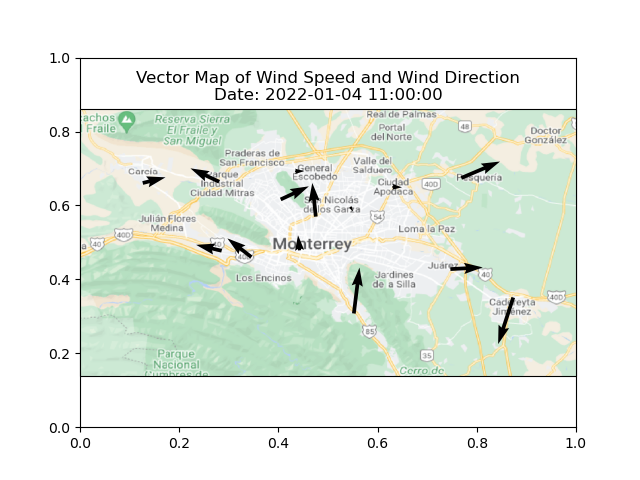 1.0
Vector Map of Wind Speed and Wind Direction
Date: 2022-01-04 11:00:00
achos
Fraile
Reserva Sierra
El Fraile y
San Miguel
Real de Palmas
48
Portal
del Norte
Doctor
González
0.8
Praderas de
San Francisco
Valle del
Salduero
García
Parque
Industrial
Ciudad Mitras
General
Escobedo
Ciudad
Apodaca
40D
Pesquería
0.6
San Nicolás
de los Garza
54
Julián Flores
Medina
Loma la Paz
40
40D
40
40D
Monterrey
0.4
Los Encinos
Jardines
de la Silla
Juárez
40
Cadereyta
Jiménez
40D
85
35
0.2
Parque
Nacional
Cumbres de
Cerro de
0.0
0.0
0.2
0.4
0.6
0.8
1.0